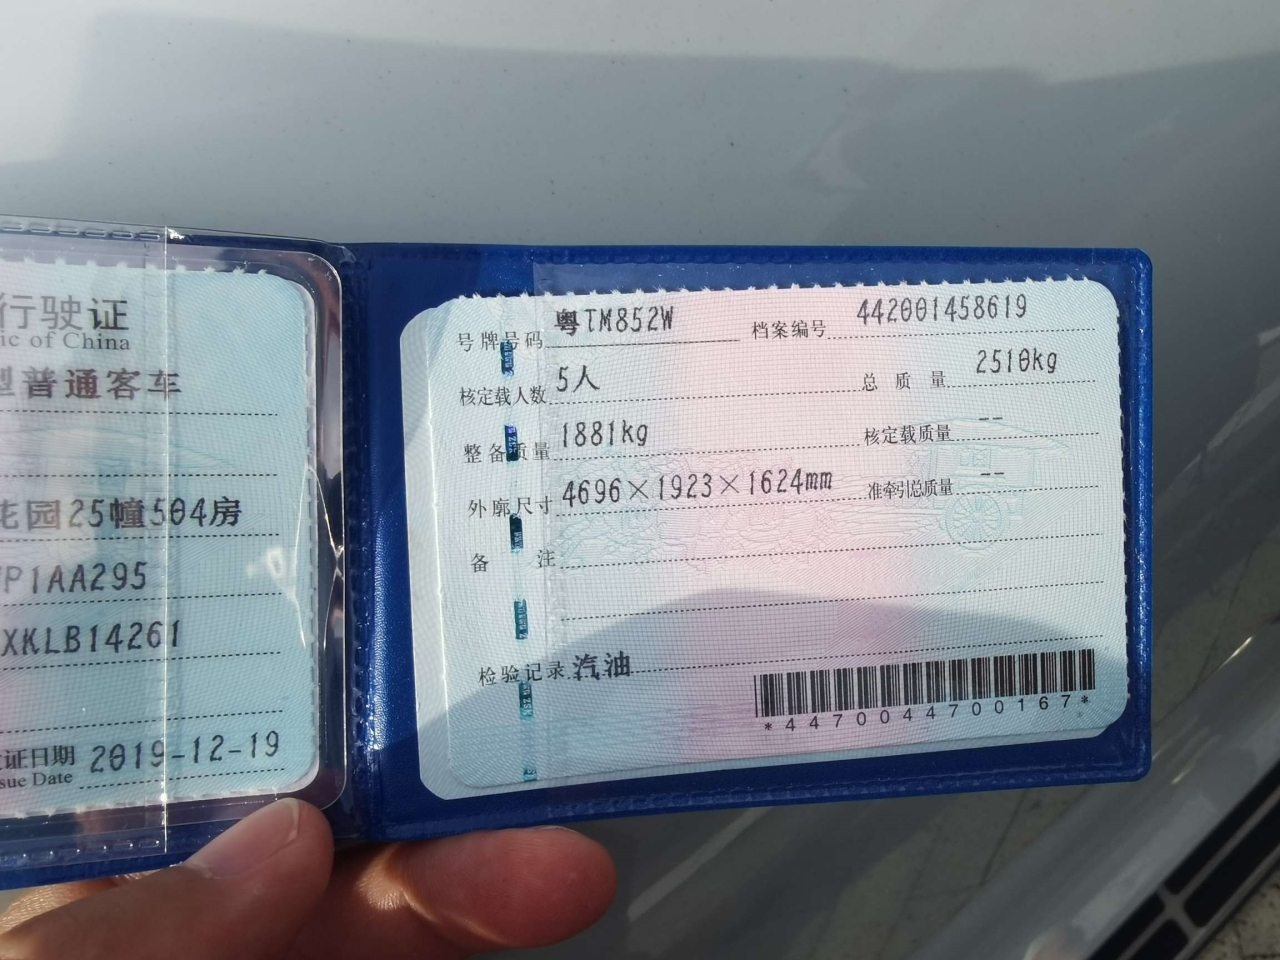 行驶证
ic of China
型普通客车
花园25幢504房
P1AA295
XKLB14261
证日期 2019-12-19
sue Date
号牌号码 粤TM852W 档案编号 442001458619
核定载人数 5人 总质量 2510kg
整备质量 1881kg 核定载质量 --
外廓尺寸 4696×1923×1624mm 准牵引总质量 --
备注
检验记录 汽油
*4470044700167*